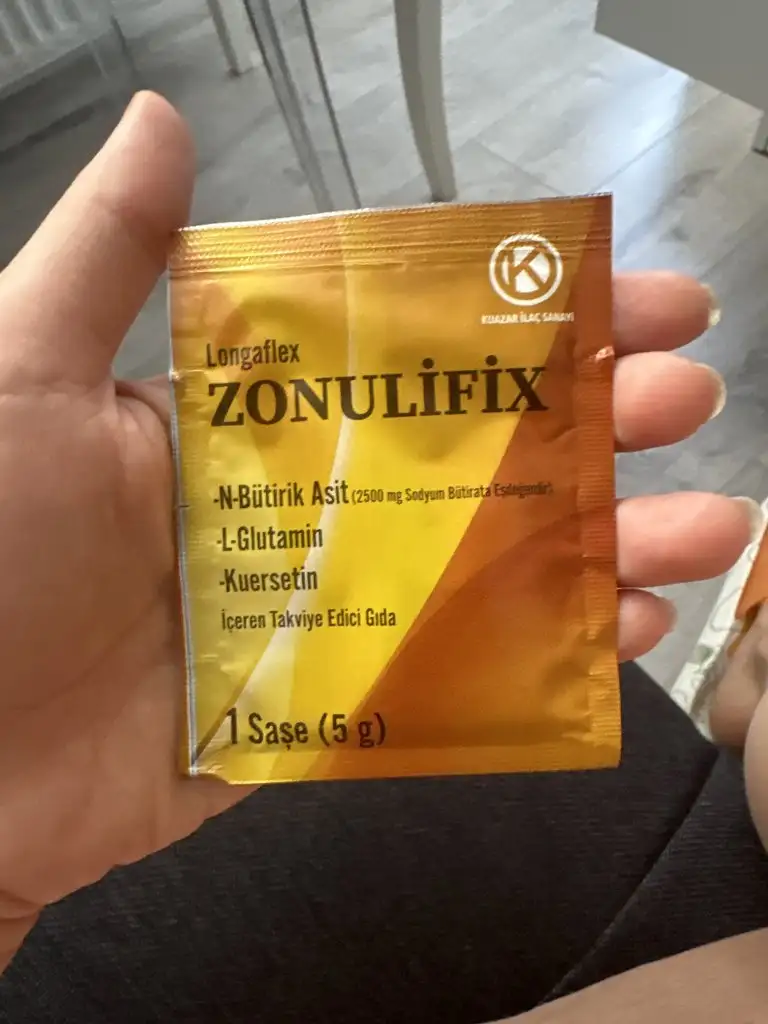 KUAZAR İLAÇ SANAYİ
Longaflex
ZONULİFİX
-N-Bütirik Asit (2500 mg Sodyum Bütirata Eşdeğerdir)
-L-Glutamin
-Kuersetin
İçeren Takviye Edici Gıda
1 Saşe (5 g)